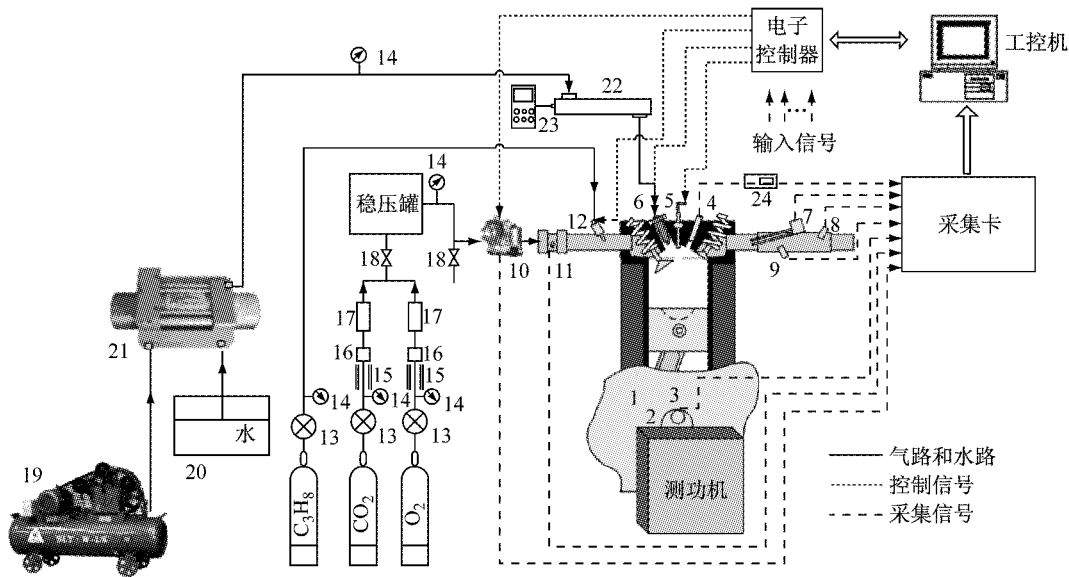 电子
控制器
工控机
14
22
23
输入信号
14
稳压罐
6
5
4
24
采集卡
12
7
8
18
18
10
11
9
17
17
21
16
16
15
15
14
14
14
1
3
2
水
13
13
13
20
19
C₃H₈
CO₂
O₂
测功机
气路和水路
控制信号
采集信号